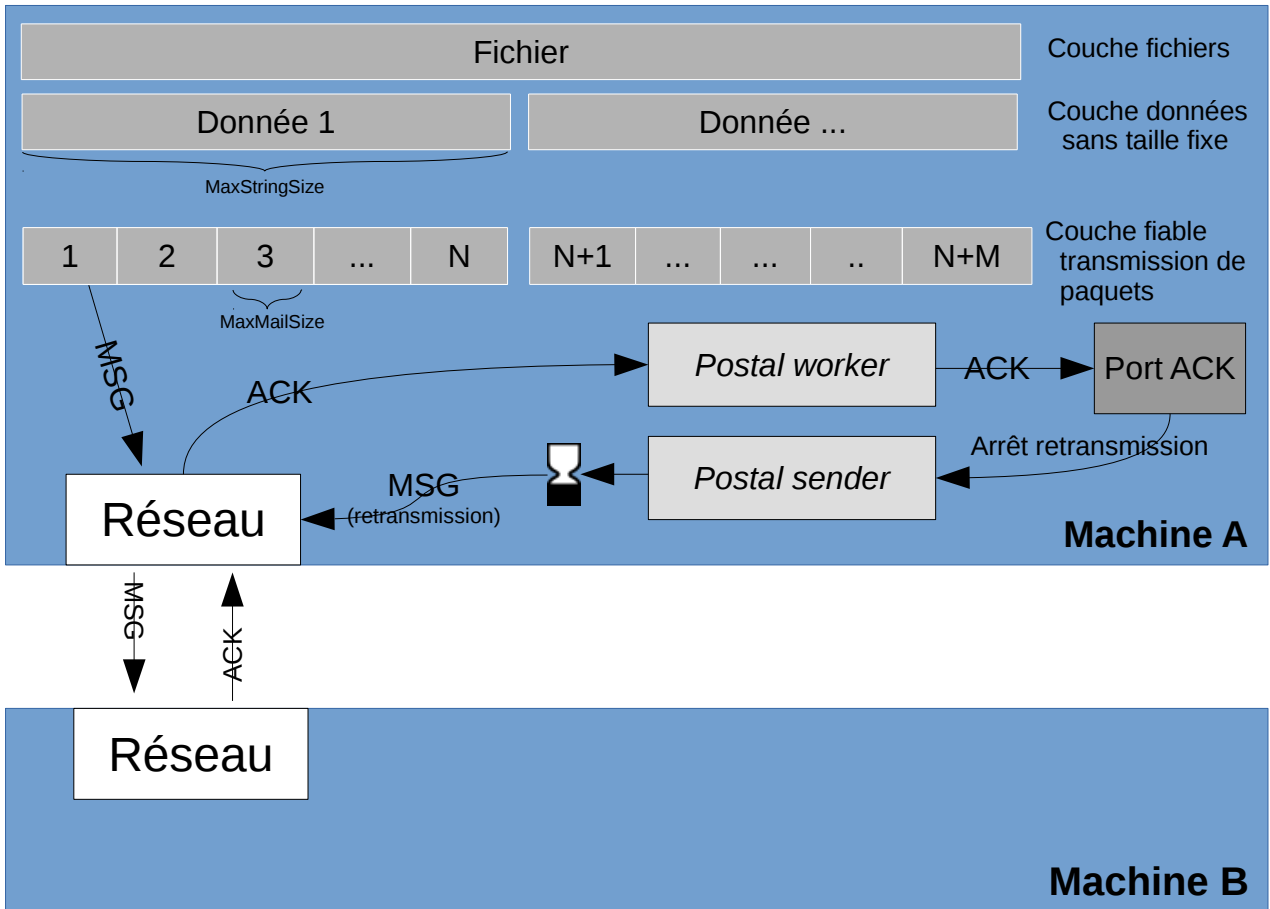 Fichier
Couche fichiers
Donnée 1
Donnée ...
Couche données
sans taille fixe
MaxStringSize
1
2
3
...
N
N+1
...
...
..
N+M
Couche fiable
transmission de
paquets
MaxMailSize
MSG
ACK
Postal worker
ACK
Port ACK
Arrêt retransmission
MSG
(retransmission)
Postal sender
Réseau
Machine A
MSG
ACK
Réseau
Machine B